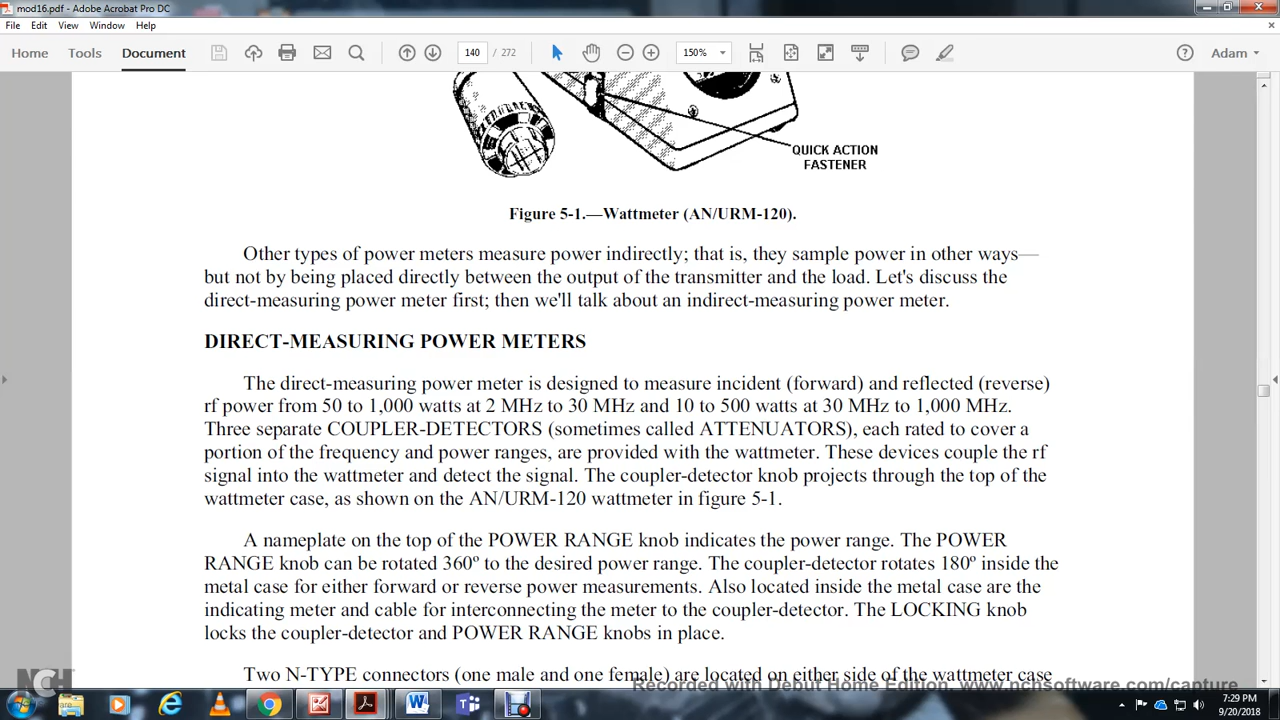 mod16.pdf - Adobe Acrobat Pro DC
File Edit View Window Help
Home Tools Document 140 / 272 150% Adam
QUICK ACTION
FASTENER
Figure 5-1.—Wattmeter (AN/URM-120).
Other types of power meters measure power indirectly; that is, they sample power in other ways—
but not by being placed directly between the output of the transmitter and the load. Let's discuss the
direct-measuring power meter first; then we'll talk about an indirect-measuring power meter.
DIRECT-MEASURING POWER METERS
The direct-measuring power meter is designed to measure incident (forward) and reflected (reverse)
rf power from 50 to 1,000 watts at 2 MHz to 30 MHz and 10 to 500 watts at 30 MHz to 1,000 MHz.
Three separate COUPLER-DETECTORS (sometimes called ATTENUATORS), each rated to cover a
portion of the frequency and power ranges, are provided with the wattmeter. These devices couple the rf
signal into the wattmeter and detect the signal. The coupler-detector knob projects through the top of the
wattmeter case, as shown on the AN/URM-120 wattmeter in figure 5-1.
A nameplate on the top of the POWER RANGE knob indicates the power range. The POWER
RANGE knob can be rotated 360º to the desired power range. The coupler-detector rotates 180º inside the
metal case for either forward or reverse power measurements. Also located inside the metal case are the
indicating meter and cable for interconnecting the meter to the coupler-detector. The LOCKING knob
locks the coupler-detector and POWER RANGE knobs in place.
Two N-TYPE connectors (one male and one female) are located on either side of the wattmeter case
Recorded with Debut Home Edition. www.nchsoftware.com/capture
NCH
7:29 PM
9/20/2018